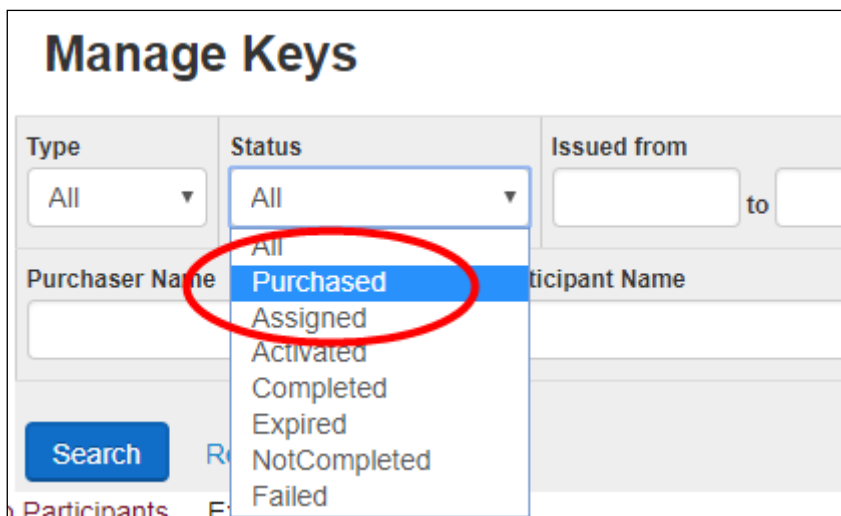 Manage Keys
Type Status Issued from
All All to
All
Purchaser Name Purchased ticipant Name
Assigned
Activated
Completed
Search Expired
NotCompleted
Participants Failed